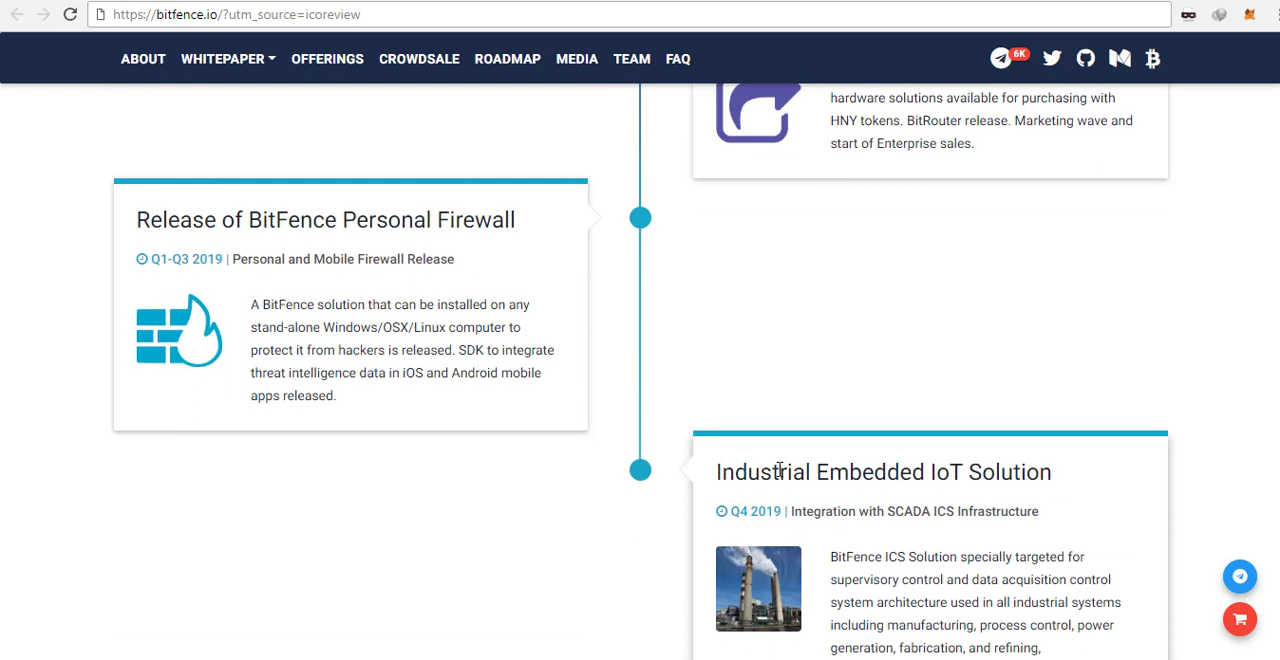 https://bitfence.io/?utm_source=icoreview
ABOUT WHITEPAPER OFFERINGS CROWDSALE ROADMAP MEDIA TEAM FAQ 6K
hardware solutions available for purchasing with
HNY tokens. BitRouter release. Marketing wave and
start of Enterprise sales.
Release of BitFence Personal Firewall
Q1-Q3 2019 | Personal and Mobile Firewall Release
A BitFence solution that can be installed on any
stand-alone Windows/OSX/Linux computer to
protect it from hackers is released. SDK to integrate
threat intelligence data in iOS and Android mobile
apps released.
Industrial Embedded IoT Solution
Q4 2019 | Integration with SCADA ICS Infrastructure
BitFence ICS Solution specially targeted for
supervisory control and data acquisition control
system architecture used in all industrial systems
including manufacturing, process control, power
generation, fabrication, and refining,